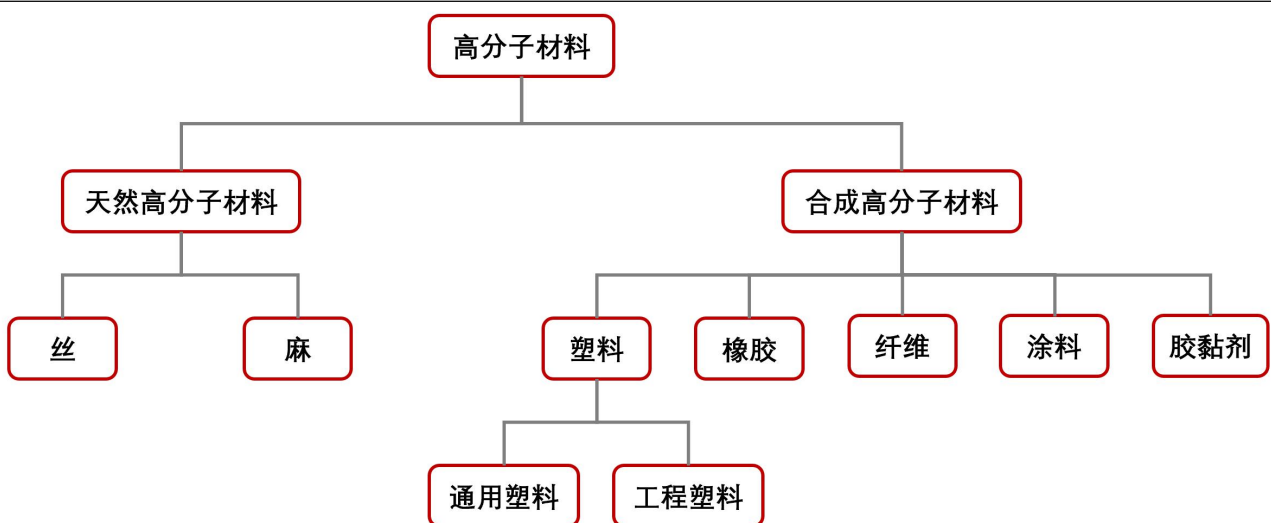 高分子材料
天然高分子材料
合成高分子材料
丝
麻
塑料
橡胶
纤维
涂料
胶黏剂
通用塑料
工程塑料